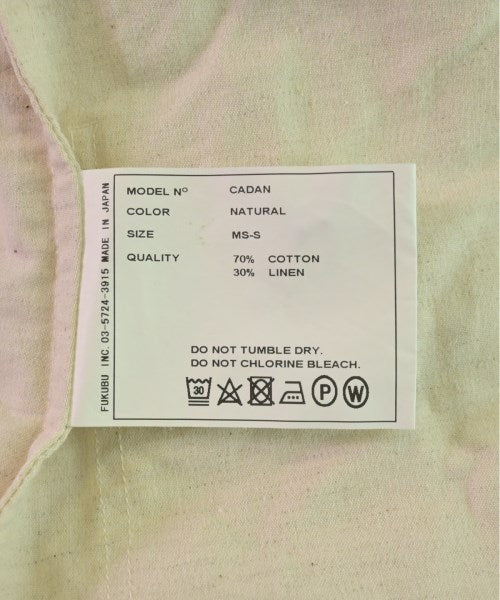 MODEL Nº CADAN
COLOR NATURAL
SIZE MS-S
QUALITY 70% COTTON
30% LINEN
DO NOT TUMBLE DRY.
DO NOT CHLORINE BLEACH.
30 P W
FUKUBU INC. 03-5724-3915 MADE IN JAPAN